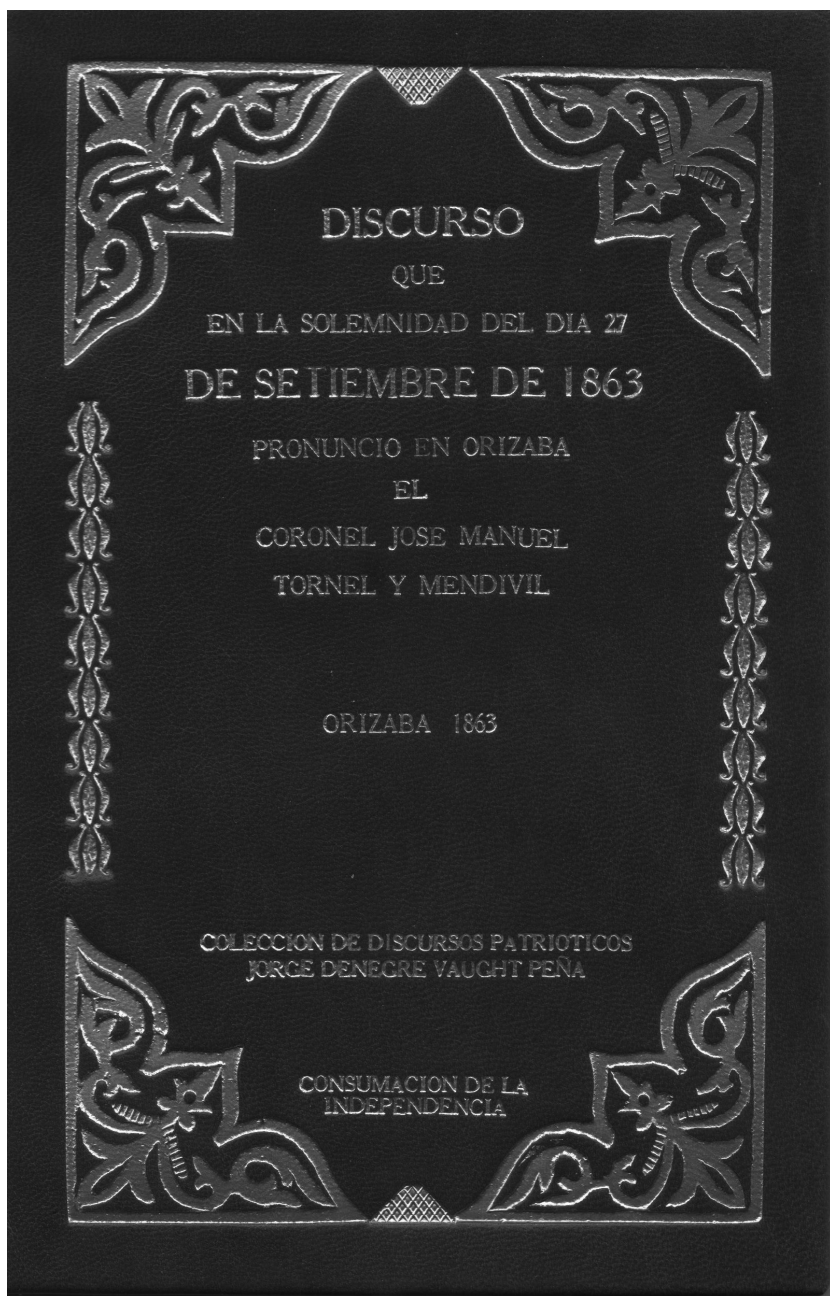 DISCURSO
QUE
EN LA SOLEMNIDAD DEL DIA 27
DE SETIEMBRE DE 1863
PRONUNCIO EN ORIZABA
EL
CORONEL JOSE MANUEL
TORNEL Y MENDIVIL
ORIZABA 1863
COLECCION DE DISCURSOS PATRIOTICOS
JORGE DENEGRE VAUGHT PEÑA
CONSUMACION DE LA
INDEPENDENCIA